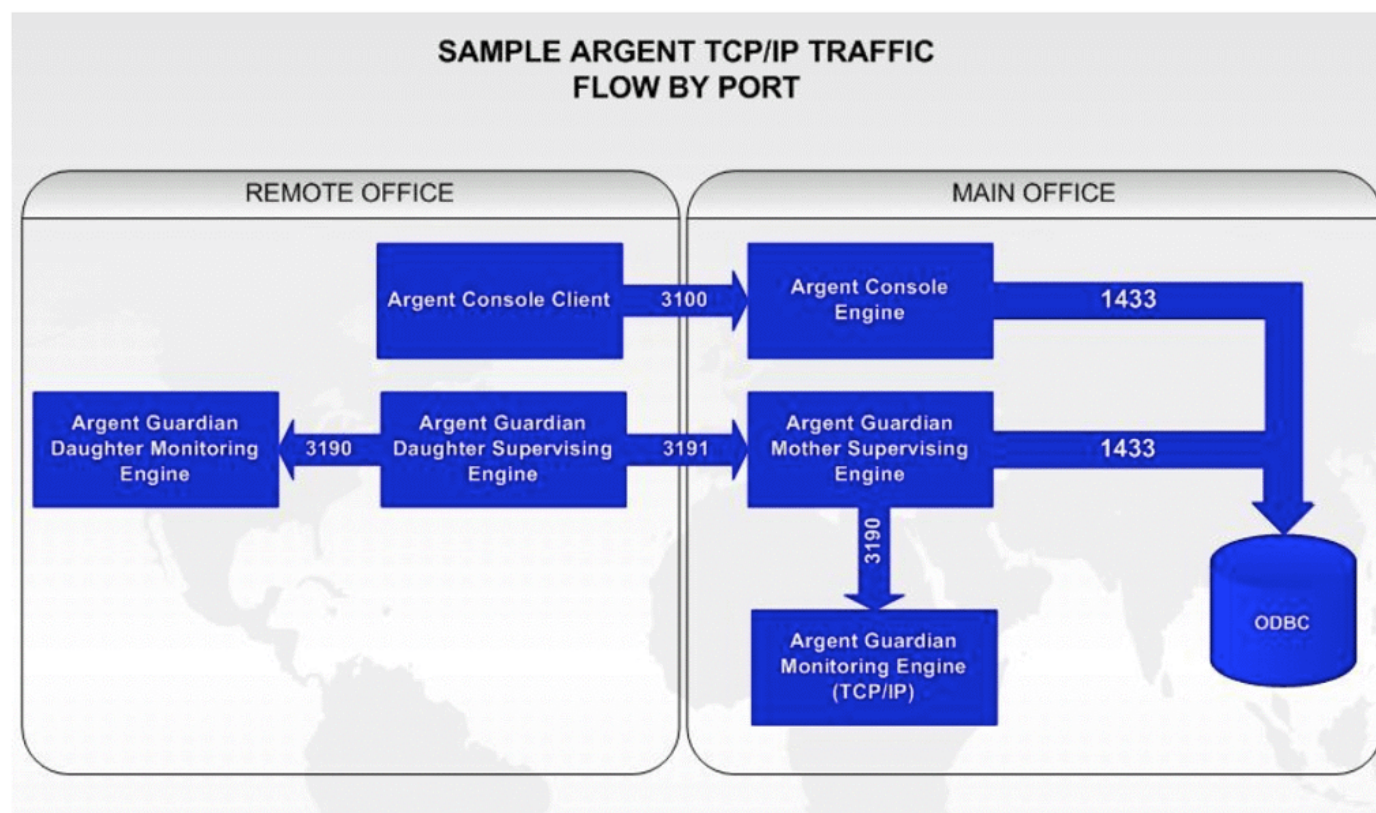 SAMPLE ARGENT TCP/IP TRAFFIC
FLOW BY PORT
REMOTE OFFICE
MAIN OFFICE
Argent Console Client
3100
Argent Console
Engine
1433
Argent Guardian
Daughter Monitoring
Engine
3190
Argent Guardian
Daughter Supervising
Engine
3191
Argent Guardian
Mother Supervising
Engine
1433
3190
Argent Guardian
Monitoring Engine
(TCP/IP)
ODBC